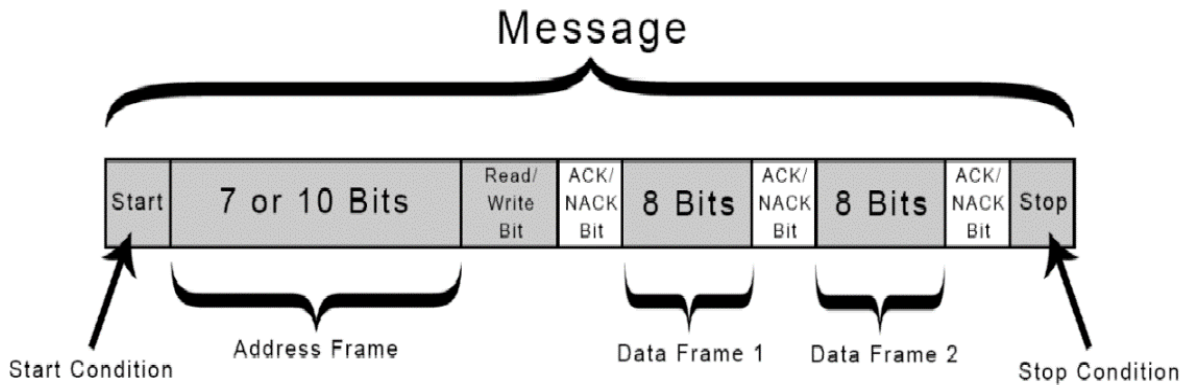 Message
Start
7 or 10 Bits
Read/
Write
Bit
ACK/
NACK
Bit
8 Bits
ACK/
NACK
Bit
8 Bits
ACK/
NACK
Bit
Stop
Start Condition
Address Frame
Data Frame 1
Data Frame 2
Stop Condition